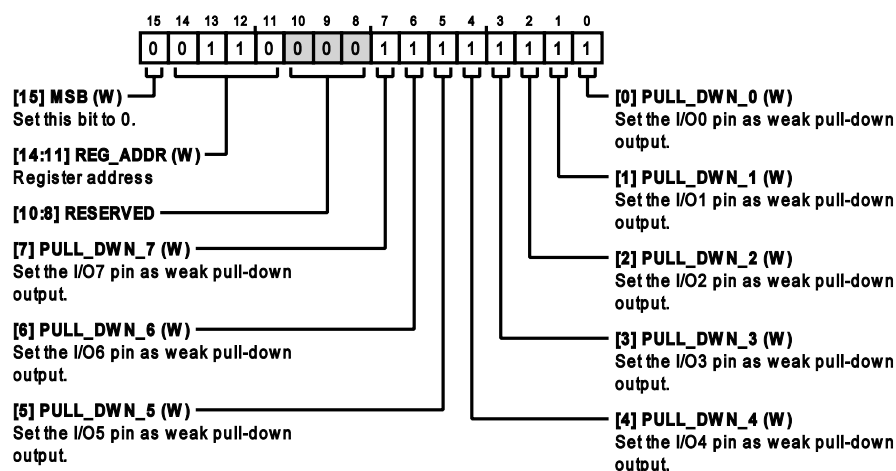 15 14 13 12 11 10 9 8 7 6 5 4 3 2 1 0
0 0 1 1 0 0 0 0 1 1 1 1 1 1 1 1
[15] MSB (W)
Set this bit to 0.
[14:11] REG_ADDR (W)
Register address
[10:8] RESERVED
[7] PULL_DWN_7 (W)
Set the I/O7 pin as weak pull-down
output.
[6] PULL_DWN_6 (W)
Set the I/O6 pin as weak pull-down
output.
[5] PULL_DWN_5 (W)
Set the I/O5 pin as weak pull-down
output.
[0] PULL_DWN_0 (W)
Set the I/O0 pin as weak pull-down
output.
[1] PULL_DWN_1 (W)
Set the I/O1 pin as weak pull-down
output.
[2] PULL_DWN_2 (W)
Set the I/O2 pin as weak pull-down
output.
[3] PULL_DWN_3 (W)
Set the I/O3 pin as weak pull-down
output.
[4] PULL_DWN_4 (W)
Set the I/O4 pin as weak pull-down
output.